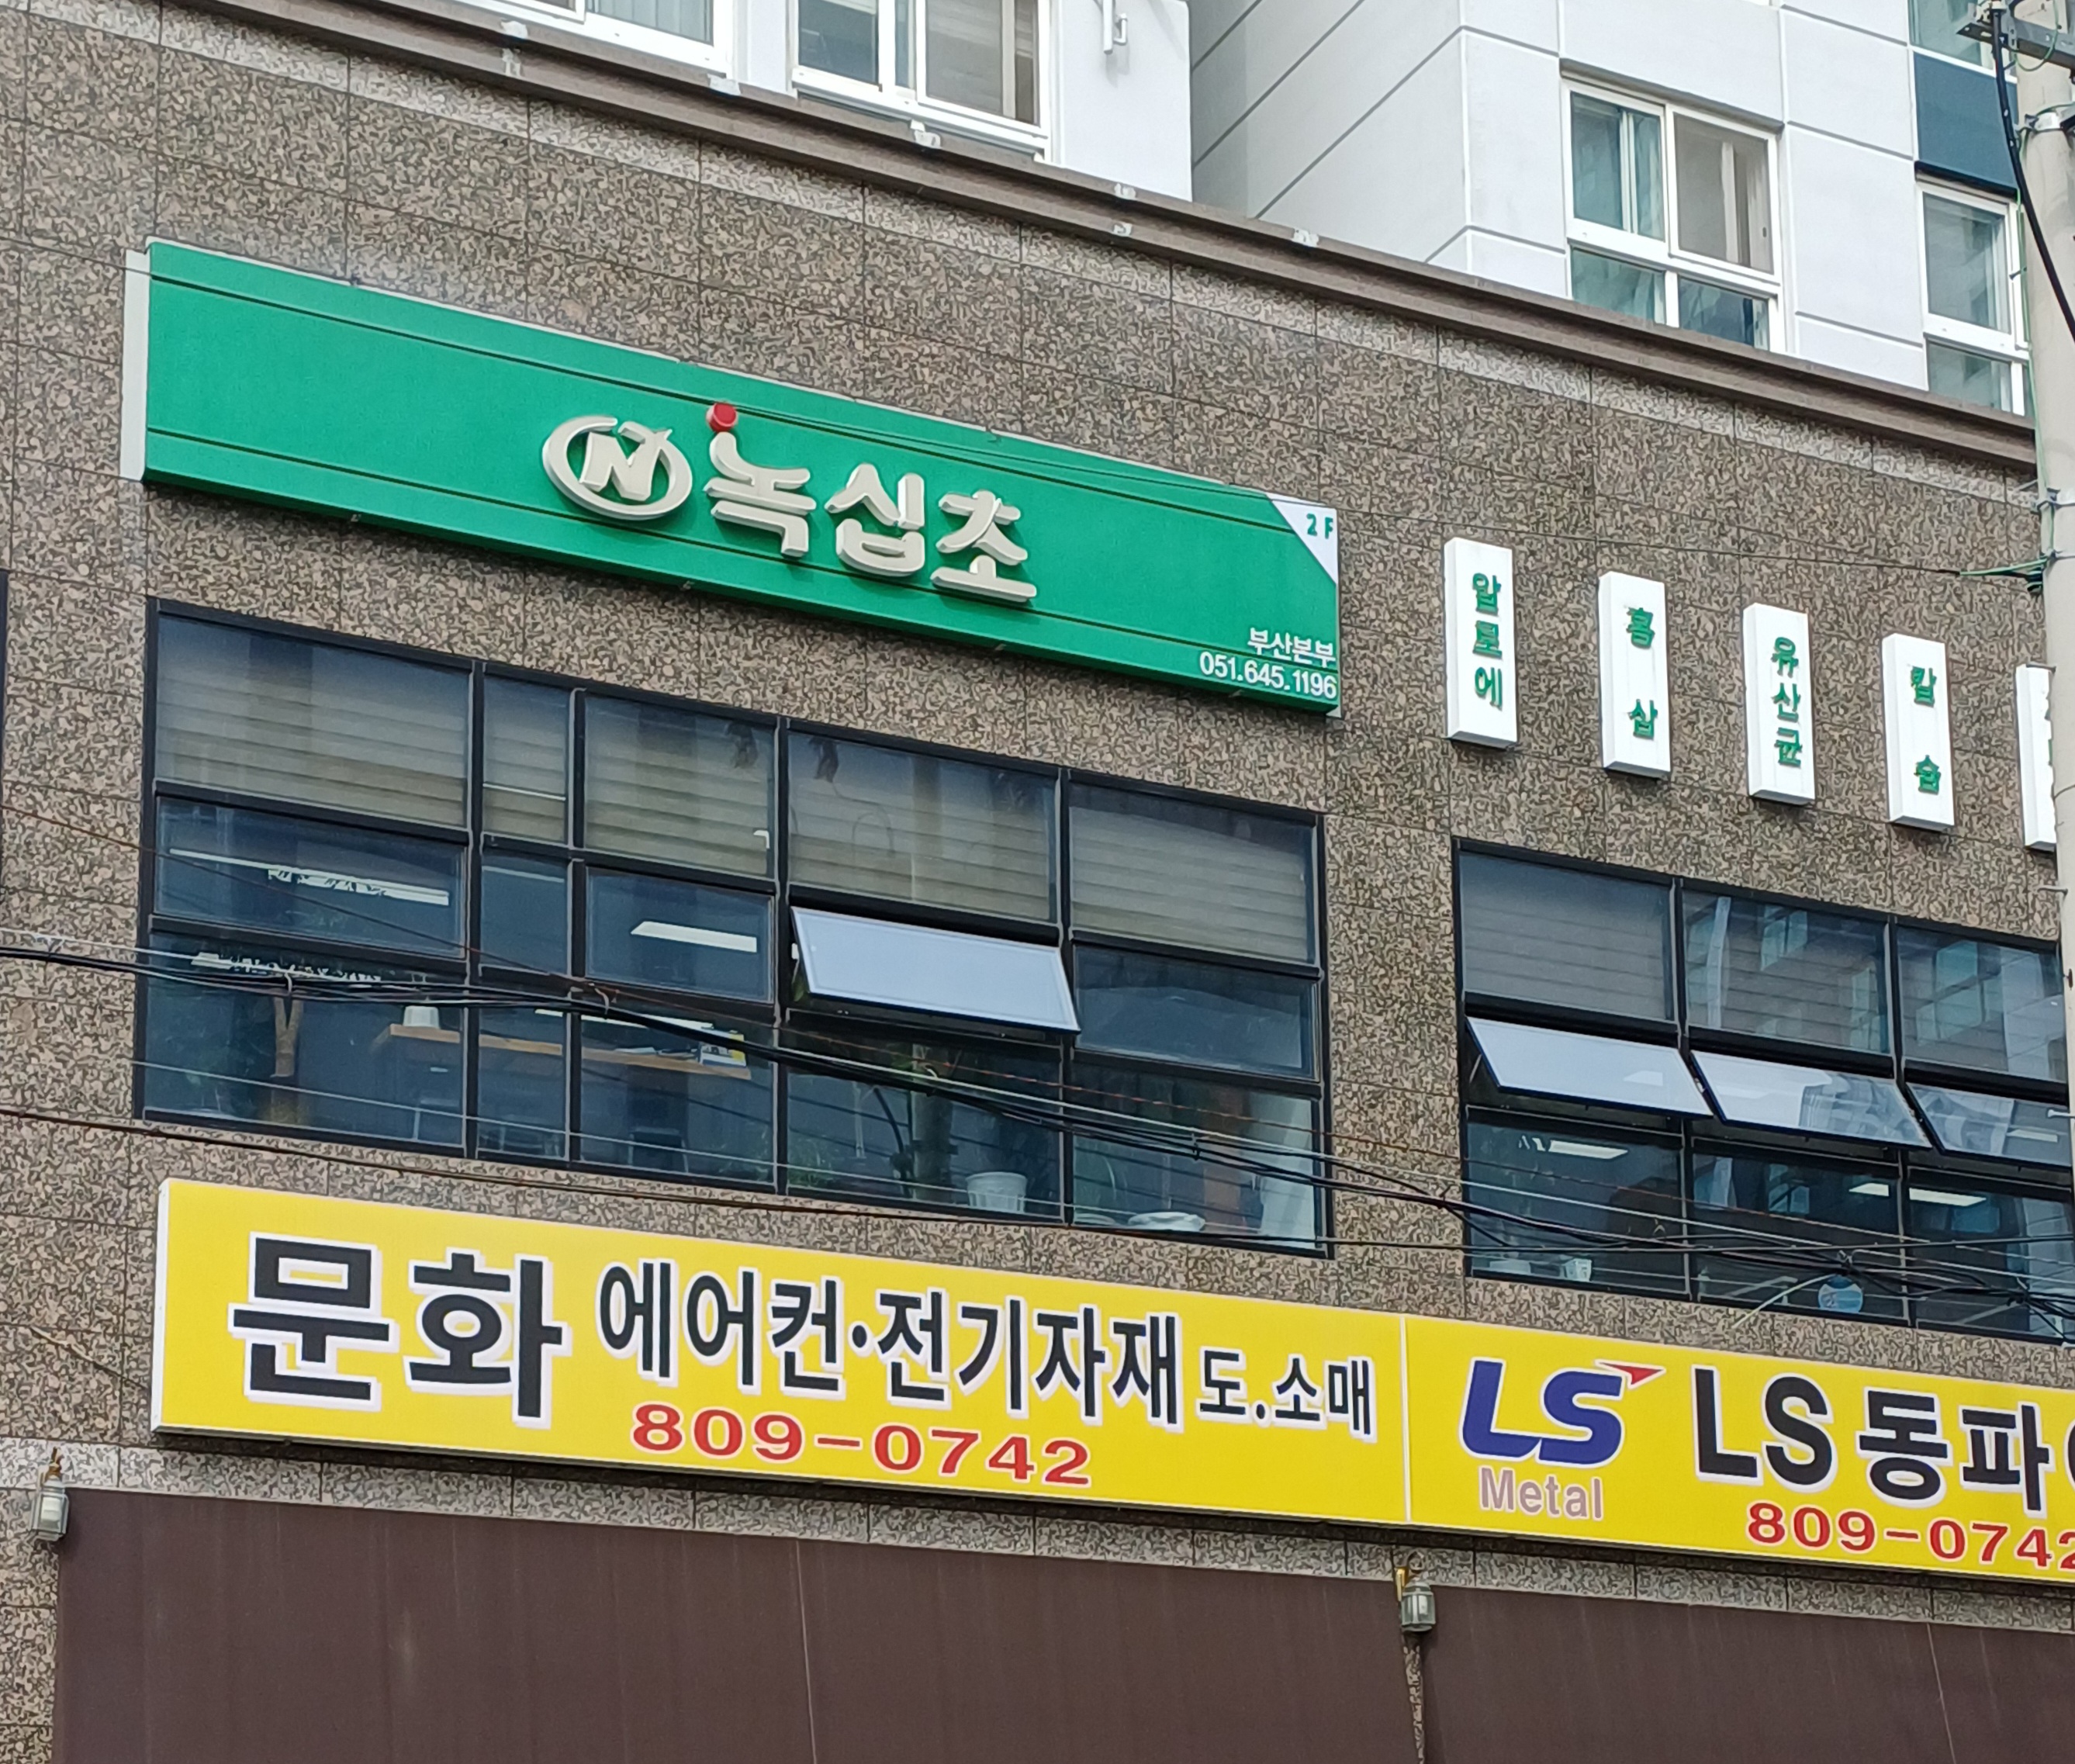 N 녹십초
2F
부산본부
051.645.1196
알로에
홍삼
유산균
칼슘
문화 에어컨·전기자재 도.소매
809-0742
LS
Metal
LS동파
809-0742